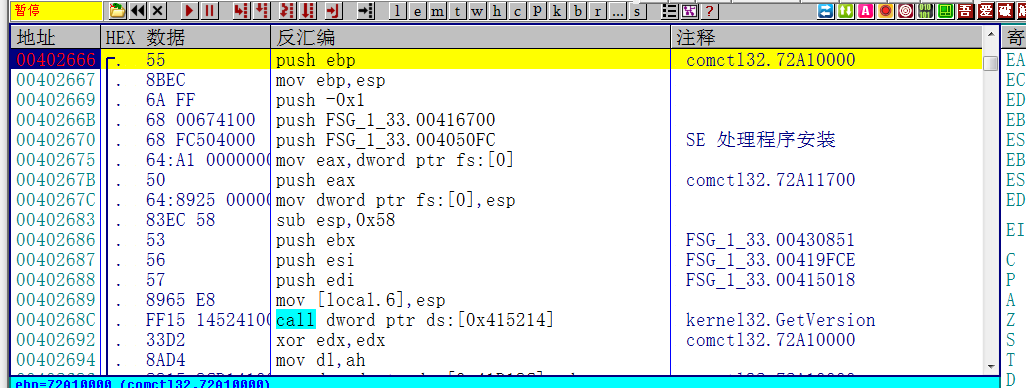 暂停 l e m t w h c p k b r ... s ? 吾 爱 破
地址 HEX 数据 反汇编 注释 寄
00402666 . 55 push ebp comctl32.72A10000 EA
00402667 . 8BEC mov ebp,esp EC
00402669 . 6A FF push -0x1 ED
0040266B . 68 00674100 push FSG_1_33.00416700 EB
00402670 . 68 FC504000 push FSG_1_33.004050FC SE 处理程序安装 ES
00402675 . 64:A1 0000000 mov eax,dword ptr fs:[0] EB
0040267B . 50 push eax comctl32.72A11700 ES
0040267C . 64:8925 00000 mov dword ptr fs:[0],esp ED
00402683 . 83EC 58 sub esp,0x58
00402686 . 53 push ebx FSG_1_33.00430851 EI
00402687 . 56 push esi FSG_1_33.00419FCE C
00402688 . 57 push edi FSG_1_33.00415018 P
00402689 . 8965 E8 mov [local.6],esp A
0040268C . FF15 14524100 call dword ptr ds:[0x415214] kernel32.GetVersion Z
00402692 . 33D2 xor edx,edx comctl32.72A10000 S
00402694 . 8AD4 mov dl,ah T
ebp=72A10000 (comctl32.72A10000) D